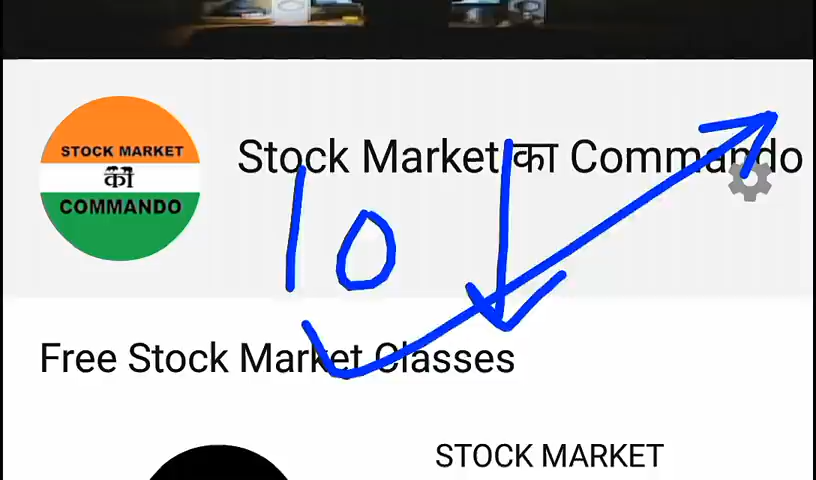 STOCK MARKET
का
COMMANDO
Stock Market का Commando
10
Free Stock Market Classes
STOCK MARKET